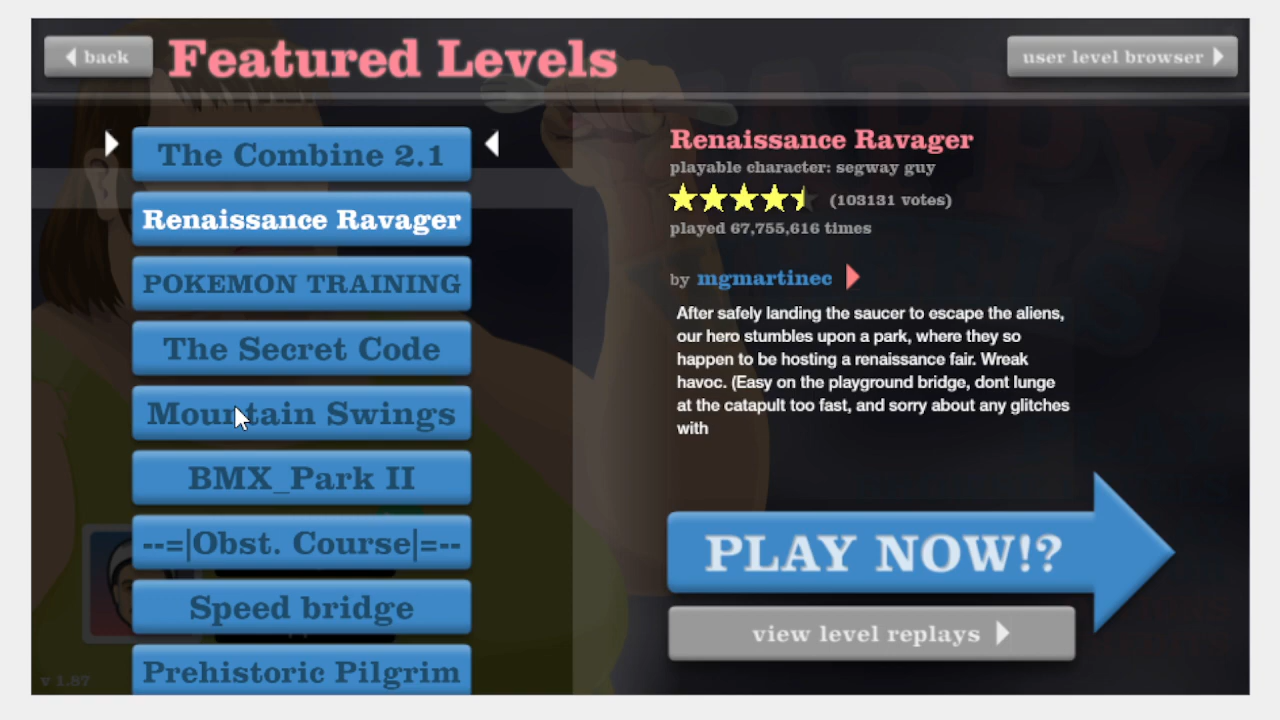 back
Featured Levels
user level browser
The Combine 2.1
Renaissance Ravager
POKEMON TRAINING
The Secret Code
Mountain Swings
BMX_Park II
--=|Obst. Course|=--
Speed bridge
Prehistoric Pilgrim
v 1.87
Renaissance Ravager
playable character: segway guy
(103131 votes)
played 67,755,616 times
by mgmartinec
After safely landing the saucer to escape the aliens,
our hero stumbles upon a park, where they so
happen to be hosting a renaissance fair. Wreak
havoc. (Easy on the playground bridge, dont lunge
at the catapult too fast, and sorry about any glitches
with
PLAY NOW!?
view level replays